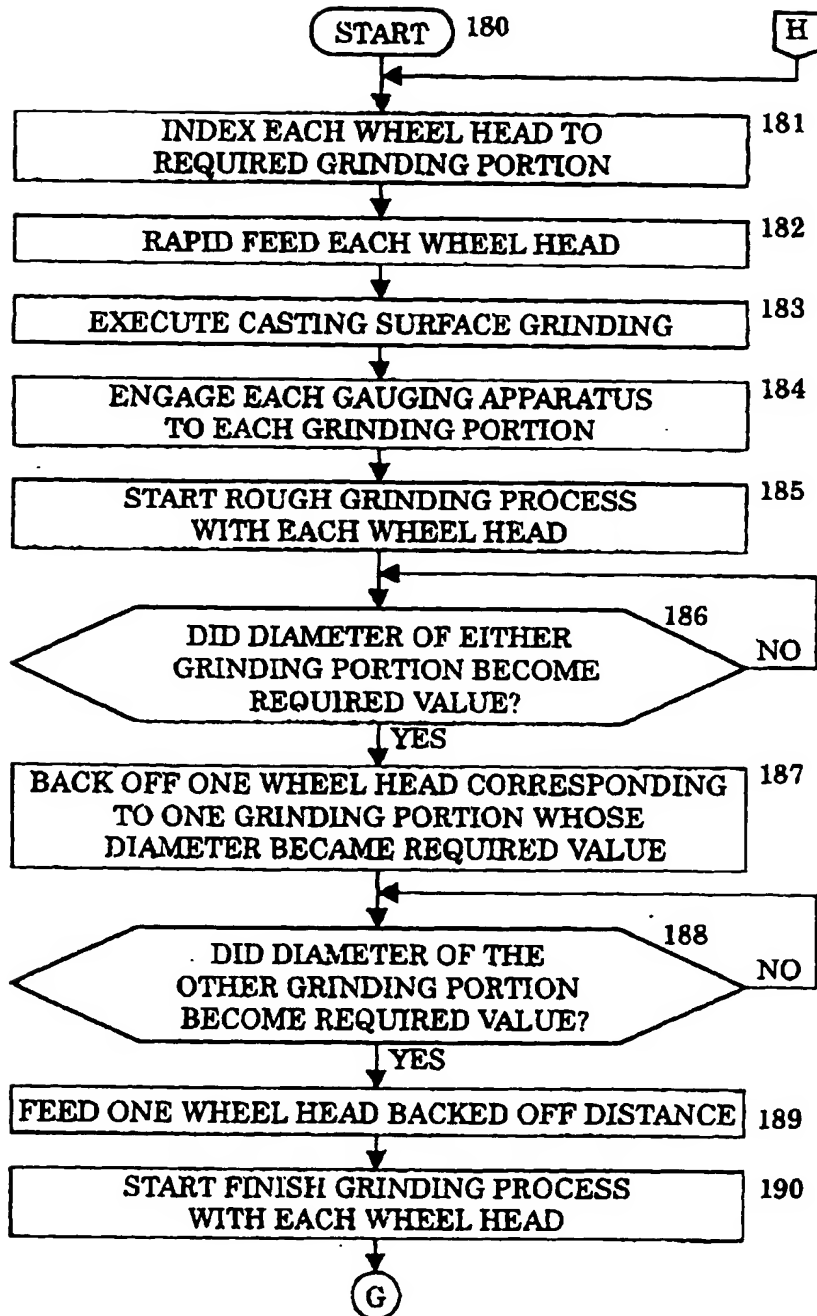 START 180
H
INDEX EACH WHEEL HEAD TO
REQUIRED GRINDING PORTION
181
RAPID FEED EACH WHEEL HEAD
182
EXECUTE CASTING SURFACE GRINDING
183
ENGAGE EACH GAUGING APPARATUS
TO EACH GRINDING PORTION
184
START ROUGH GRINDING PROCESS
WITH EACH WHEEL HEAD
185
186
DID DIAMETER OF EITHER
GRINDING PORTION BECOME
REQUIRED VALUE?
NO
YES
BACK OFF ONE WHEEL HEAD CORRESPONDING
TO ONE GRINDING PORTION WHOSE
DIAMETER BECAME REQUIRED VALUE
187
188
DID DIAMETER OF THE
OTHER GRINDING PORTION
BECOME REQUIRED VALUE?
NO
YES
FEED ONE WHEEL HEAD BACKED OFF DISTANCE
189
START FINISH GRINDING PROCESS
WITH EACH WHEEL HEAD
190
G